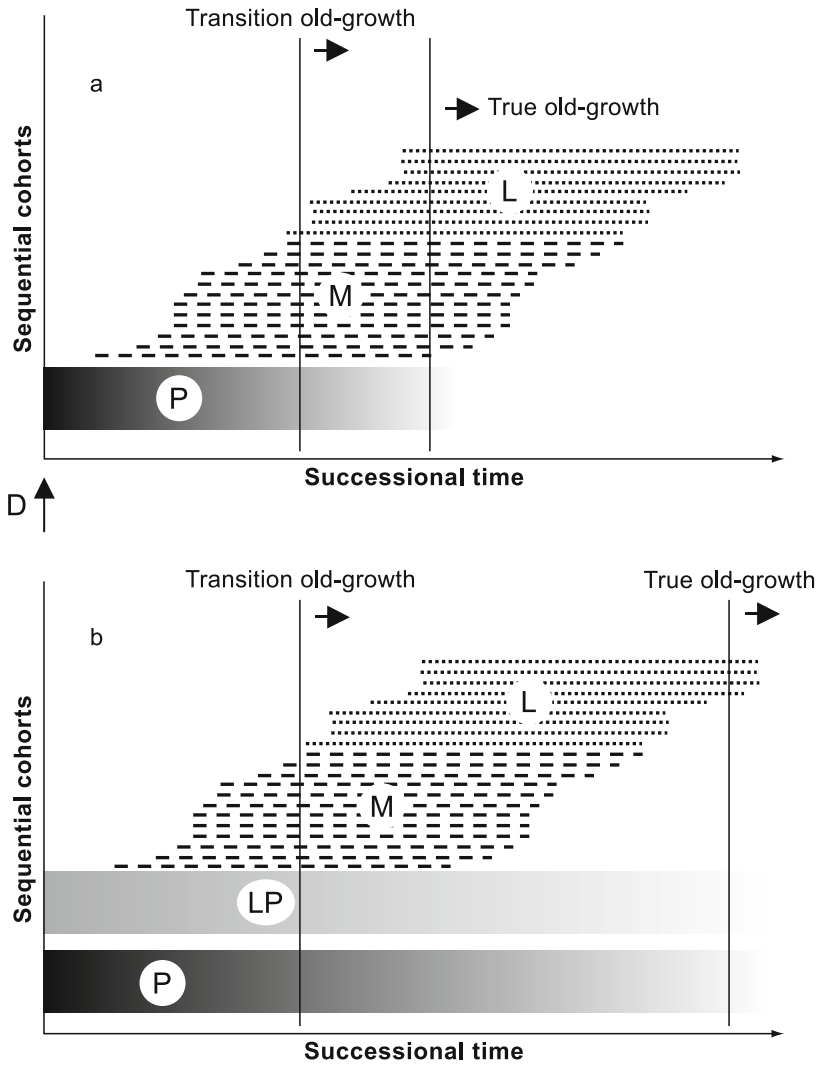 Transition old-growth
a
True old-growth
L
M
P
Sequential cohorts
Successional time
D
Transition old-growth
True old-growth
b
L
M
LP
P
Sequential cohorts
Successional time